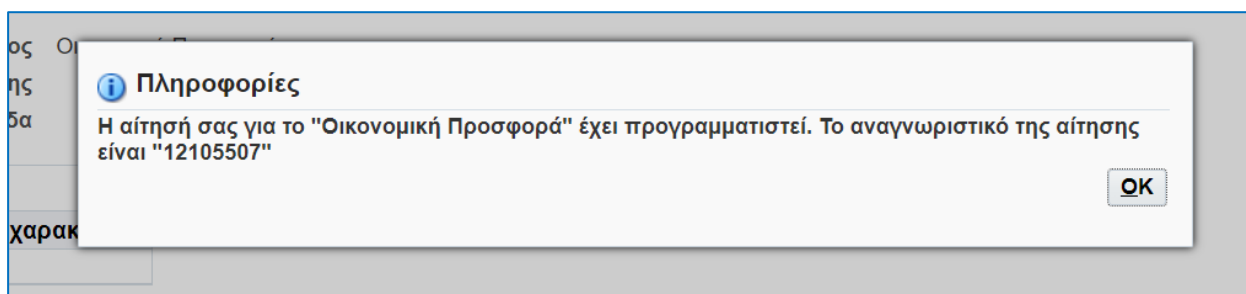 ος
ης
δα
Πληροφορίες
Η αίτησή σας για το "Οικονομική Προσφορά" έχει προγραμματιστεί. Το αναγνωριστικό της αίτησης
είναι "12105507"
OK
χαρακ